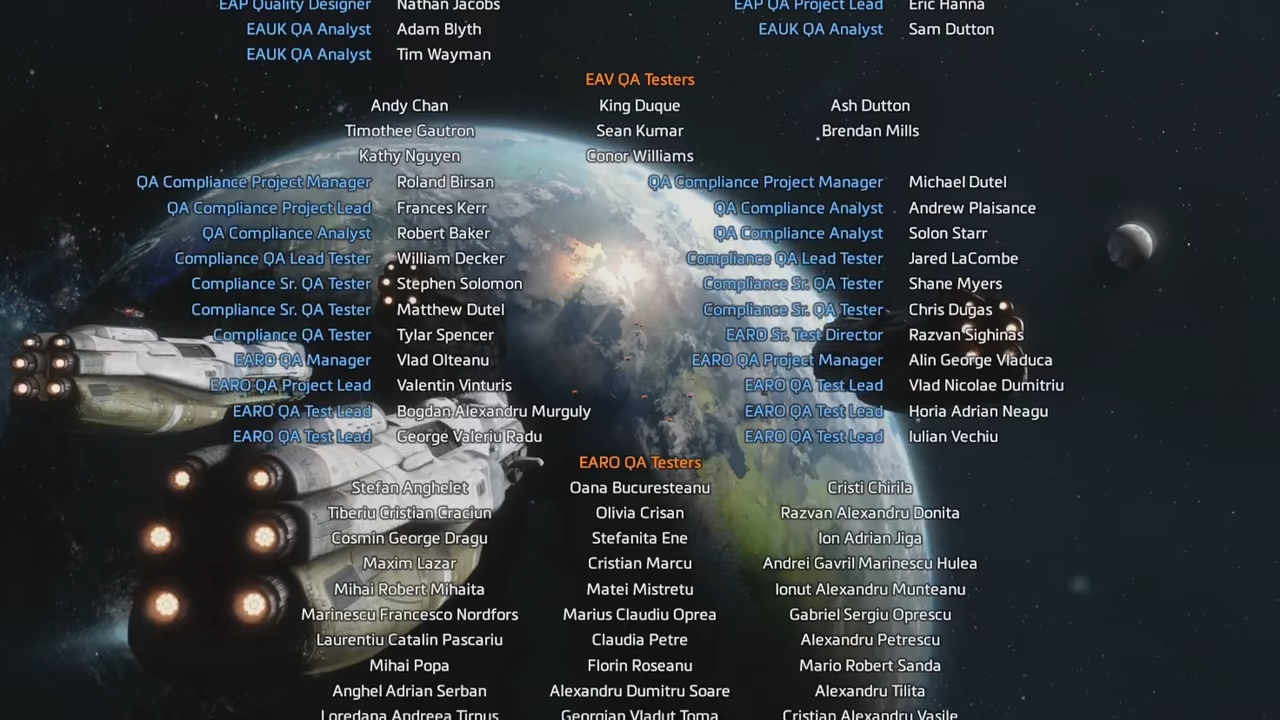 EAP Quality Designer Nathan Jacobs EAP QA Project Lead Eric Hanna
EAUK QA Analyst Adam Blyth EAUK QA Analyst Sam Dutton
EAUK QA Analyst Tim Wayman
EAV QA Testers
Andy Chan King Duque Ash Dutton
Timothee Gautron Sean Kumar Brendan Mills
Kathy Nguyen Conor Williams
QA Compliance Project Manager Roland Birsan QA Compliance Project Manager Michael Dutel
QA Compliance Project Lead Frances Kerr QA Compliance Analyst Andrew Plaisance
QA Compliance Analyst Robert Baker QA Compliance Analyst Solon Starr
Compliance QA Lead Tester William Decker Compliance QA Lead Tester Jared LaCombe
Compliance Sr. QA Tester Stephen Solomon Compliance Sr. QA Tester Shane Myers
Compliance Sr. QA Tester Matthew Dutel Compliance Sr. QA Tester Chris Dugas
Compliance QA Tester Tylar Spencer EARO Sr. Test Director Razvan Sighinas
EARO QA Manager Vlad Olteanu EARO QA Project Manager Alin George Vladuca
EARO QA Project Lead Valentin Vinturis EARO QA Test Lead Vlad Nicolae Dumitriu
EARO QA Test Lead Bogdan Alexandru Murguly EARO QA Test Lead Horia Adrian Neagu
EARO QA Test Lead George Valeriu Radu EARO QA Test Lead Iulian Vechiu
EARO QA Testers
Stefan Anghelet Oana Bucuresteanu Cristi Chirila
Tiberiu Cristian Craciun Olivia Crisan Razvan Alexandru Donita
Cosmin George Dragu Stefanita Ene Ion Adrian Jiga
Maxim Lazar Cristian Marcu Andrei Gavril Marinescu Hulea
Mihai Robert Mihaita Matei Mistretu Ionut Alexandru Munteanu
Marinescu Francesco Nordfors Marius Claudiu Oprea Gabriel Sergiu Oprescu
Laurentiu Catalin Pascariu Claudia Petre Alexandru Petrescu
Mihai Popa Florin Roseanu Mario Robert Sanda
Anghel Adrian Serban Alexandru Dumitru Soare Alexandru Tilita
Loredana Andreea Tirpus Georgian Vladut Toma Cristian Alexandru Vasile